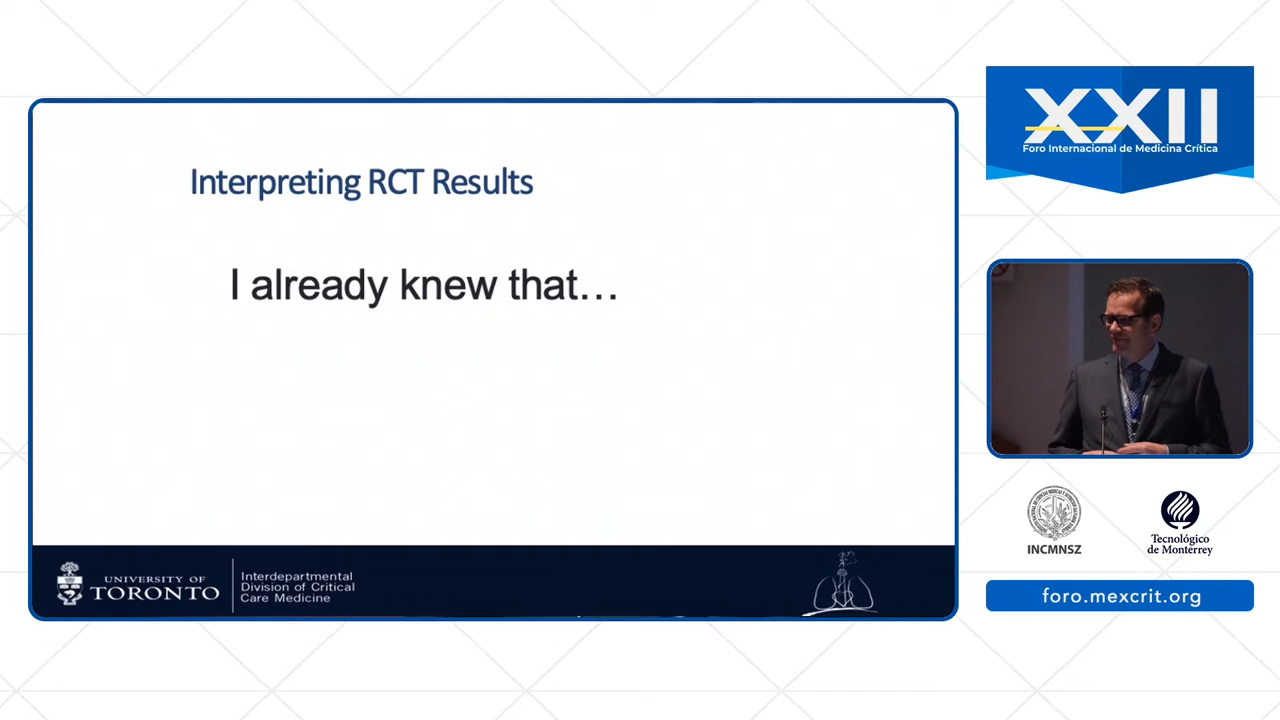 Interpreting RCT Results
I already knew that…
UNIVERSITY OF
TORONTO
Interdepartmental
Division of Critical
Care Medicine
XXII
Foro Internacional de Medicina Crítica
INCMNSZ
Tecnológico
de Monterrey
foro.mexcrit.org